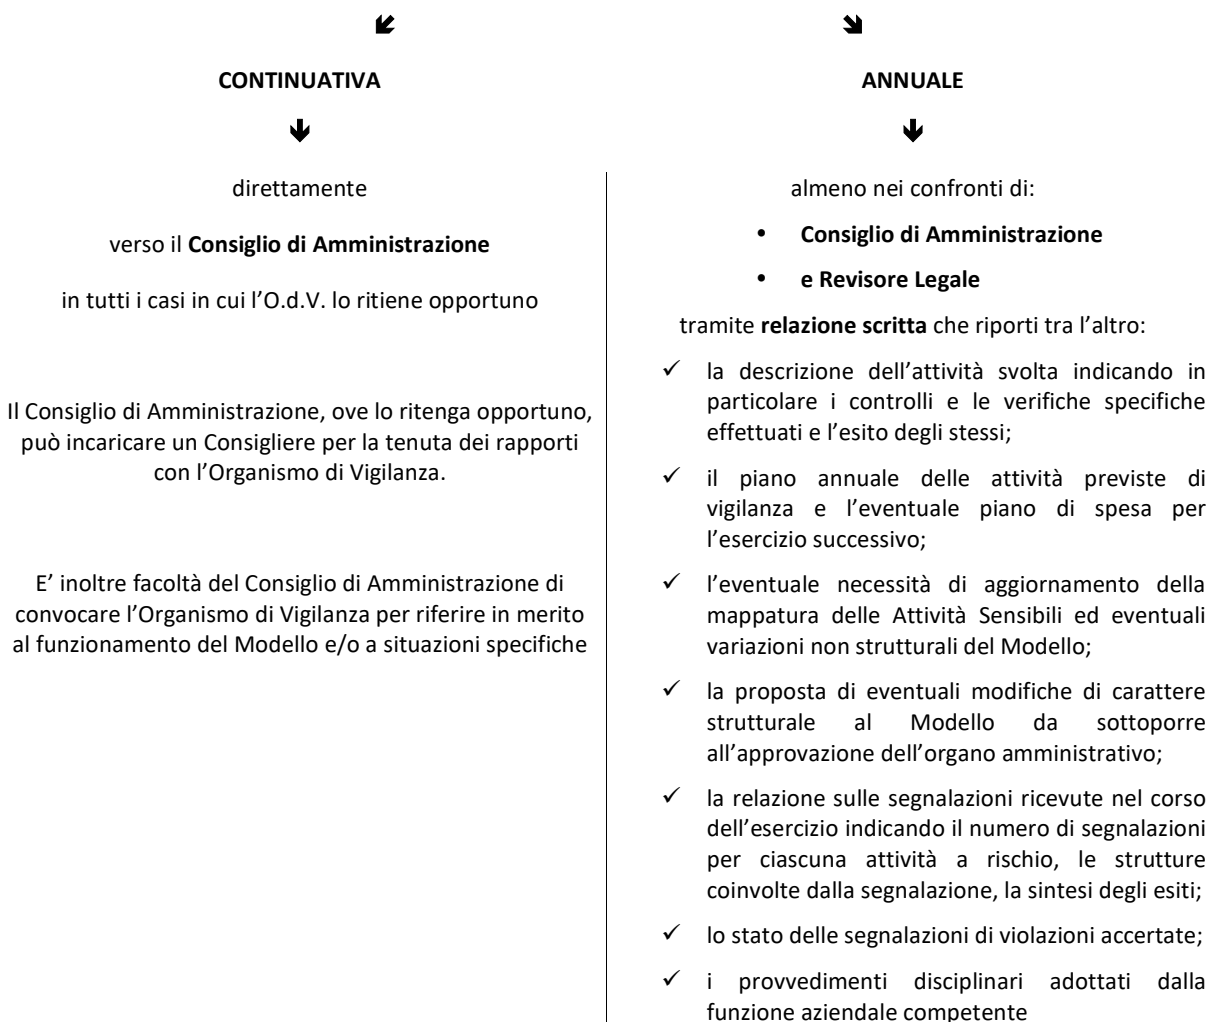 CONTINUATIVA
direttamente
verso il Consiglio di Amministrazione
in tutti i casi in cui l’O.d.V. lo ritiene opportuno
Il Consiglio di Amministrazione, ove lo ritenga opportuno,
può incaricare un Consigliere per la tenuta dei rapporti
con l’Organismo di Vigilanza.
E’ inoltre facoltà del Consiglio di Amministrazione di
convocare l’Organismo di Vigilanza per riferire in merito
al funzionamento del Modello e/o a situazioni specifiche
ANNUALE
almeno nei confronti di:
• Consiglio di Amministrazione
• e Revisore Legale
tramite relazione scritta che riporti tra l’altro:
✓ la descrizione dell’attività svolta indicando in
particolare i controlli e le verifiche specifiche
effettuati e l’esito degli stessi;
✓ il piano annuale delle attività previste di
vigilanza e l’eventuale piano di spesa per
l’esercizio successivo;
✓ l’eventuale necessità di aggiornamento della
mappatura delle Attività Sensibili ed eventuali
variazioni non strutturali del Modello;
✓ la proposta di eventuali modifiche di carattere
strutturale al Modello da sottoporre
all’approvazione dell’organo amministrativo;
✓ la relazione sulle segnalazioni ricevute nel corso
dell’esercizio indicando il numero di segnalazioni
per ciascuna attività a rischio, le strutture
coinvolte dalla segnalazione, la sintesi degli esiti;
✓ lo stato delle segnalazioni di violazioni accertate;
✓ i provvedimenti disciplinari adottati dalla
funzione aziendale competente